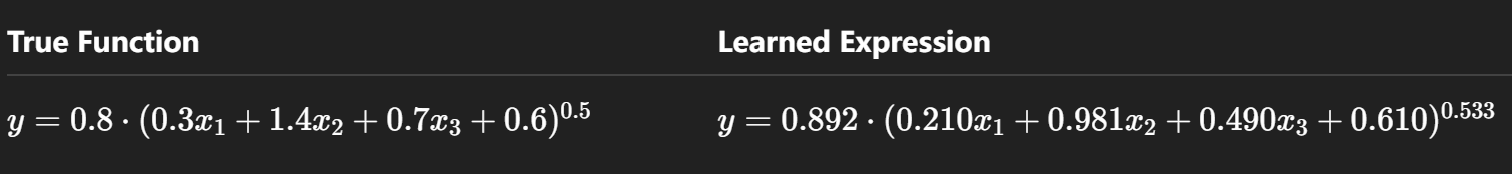 True Function Learned Expression
y = 0.8 · (0.3x₁ + 1.4x₂ + 0.7x₃ + 0.6)^0.5 y = 0.892 · (0.210x₁ + 0.981x₂ + 0.490x₃ + 0.610)^0.533